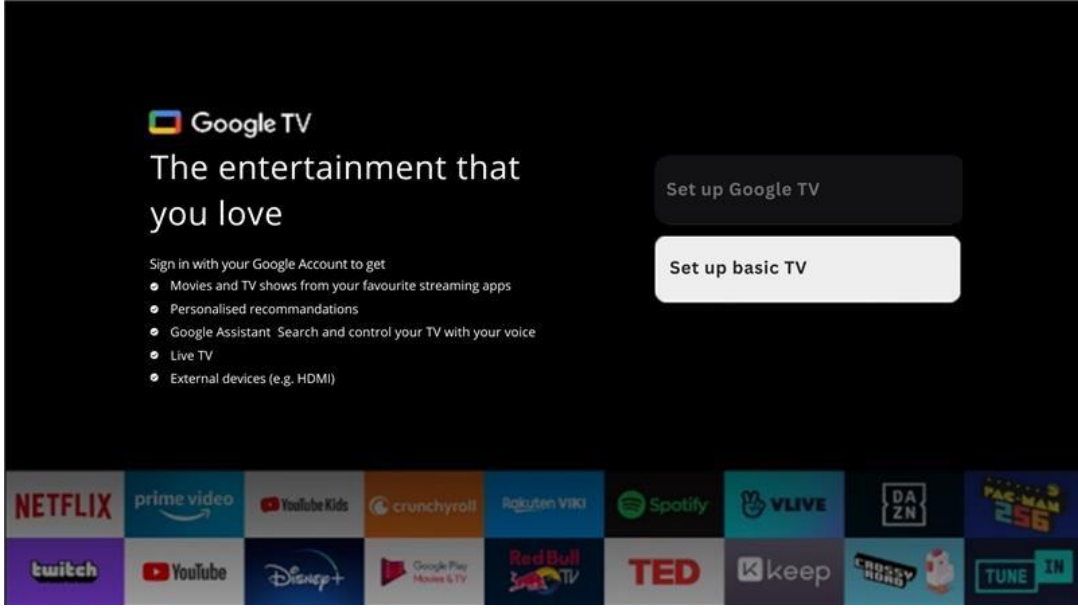 Google TV
The entertainment that
you love
Sign in with your Google Account to get
Movies and TV shows from your favourite streaming apps
Personalised recommandations
Google Assistant Search and control your TV with your voice
Live TV
External devices (e.g. HDMI)
Set up Google TV
Set up basic TV
NETFLIX
prime video
YouTube Kids
crunchyroll
Rakuten VIKI
Spotify
VLIVE
DA
ZN
PAC-MAN
256
twitch
YouTube
Disney+
Google Play
Movies & TV
Red Bull
TV
TED
keep
CROSSY
ROAD
TUNE IN